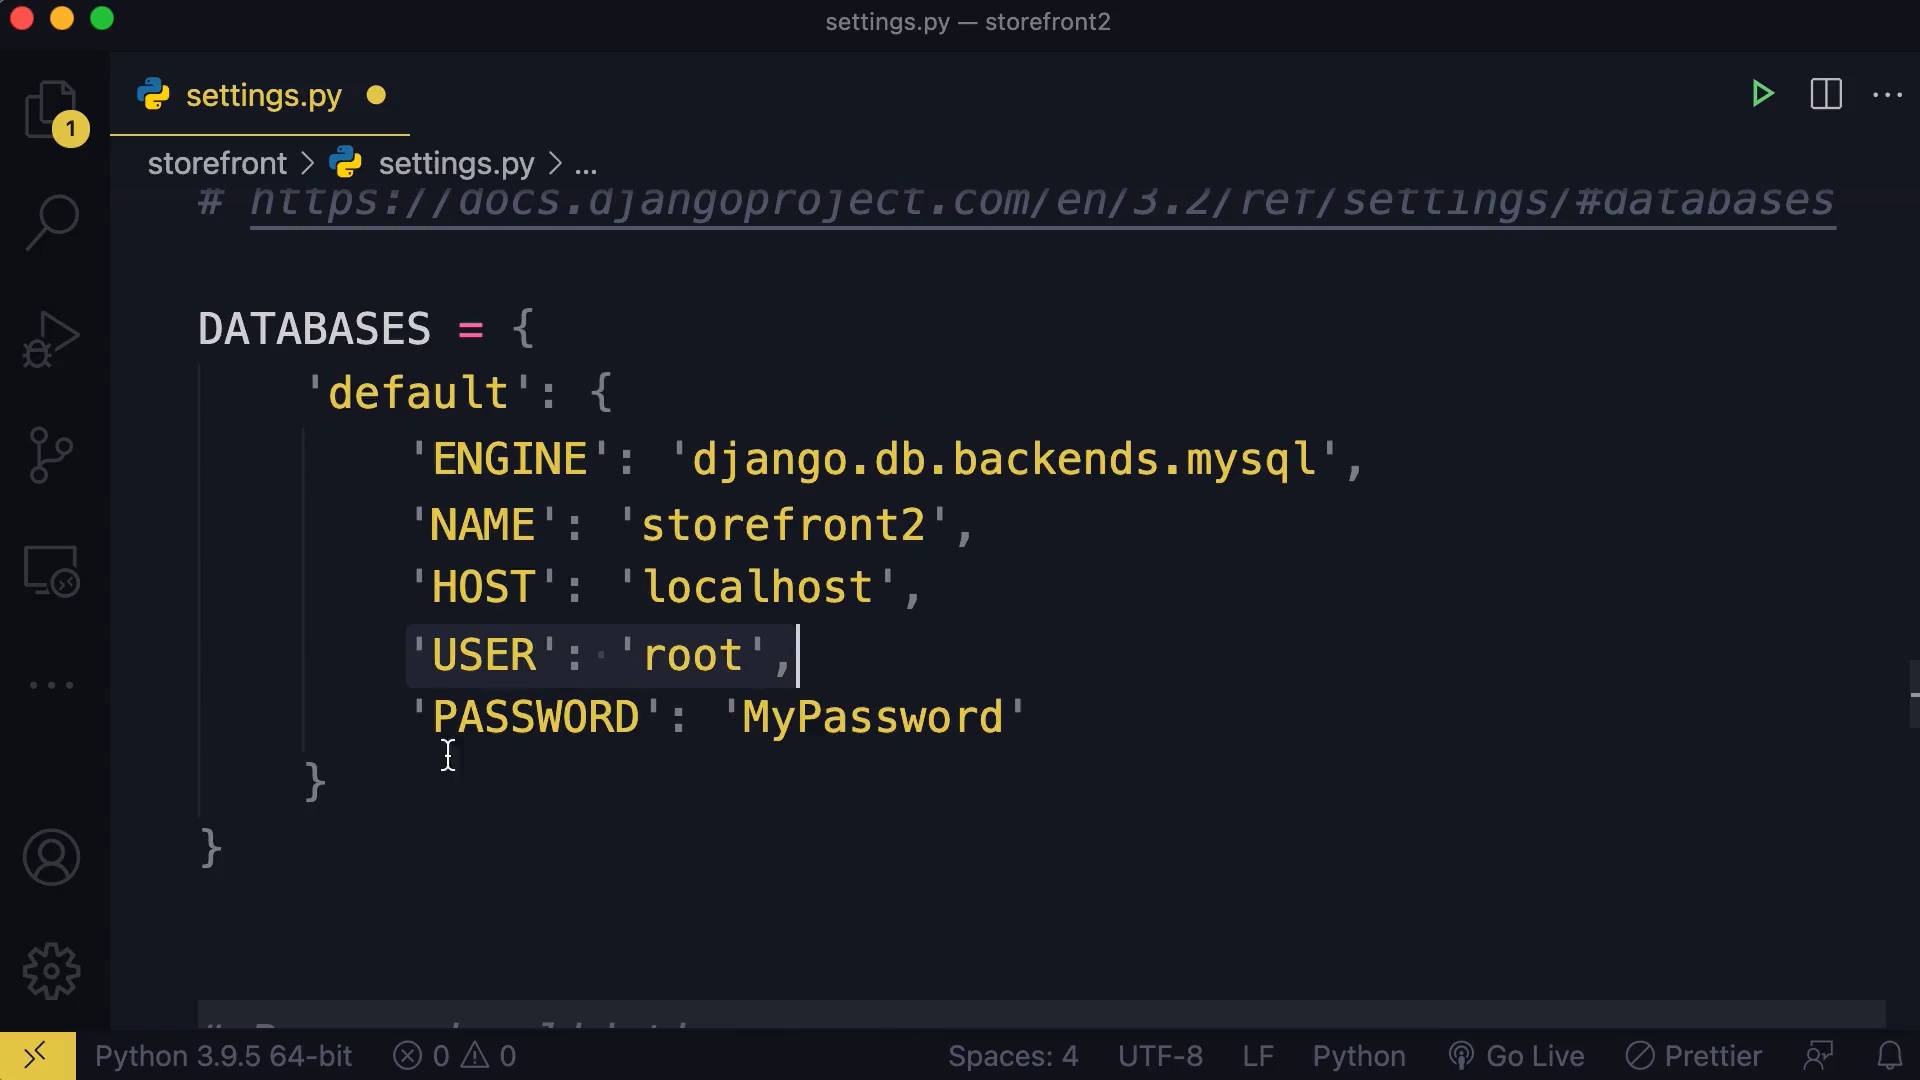 settings.py — storefront2
settings.py
1
storefront > settings.py > ...
# https://docs.djangoproject.com/en/3.2/ref/settings/#databases
DATABASES = {
'default': {
'ENGINE': 'django.db.backends.mysql',
'NAME': 'storefront2',
'HOST': 'localhost',
'USER': 'root',
'PASSWORD': 'MyPassword'
}
}
Python 3.9.5 64-bit 0 0 Spaces: 4 UTF-8 LF Python Go Live Prettier